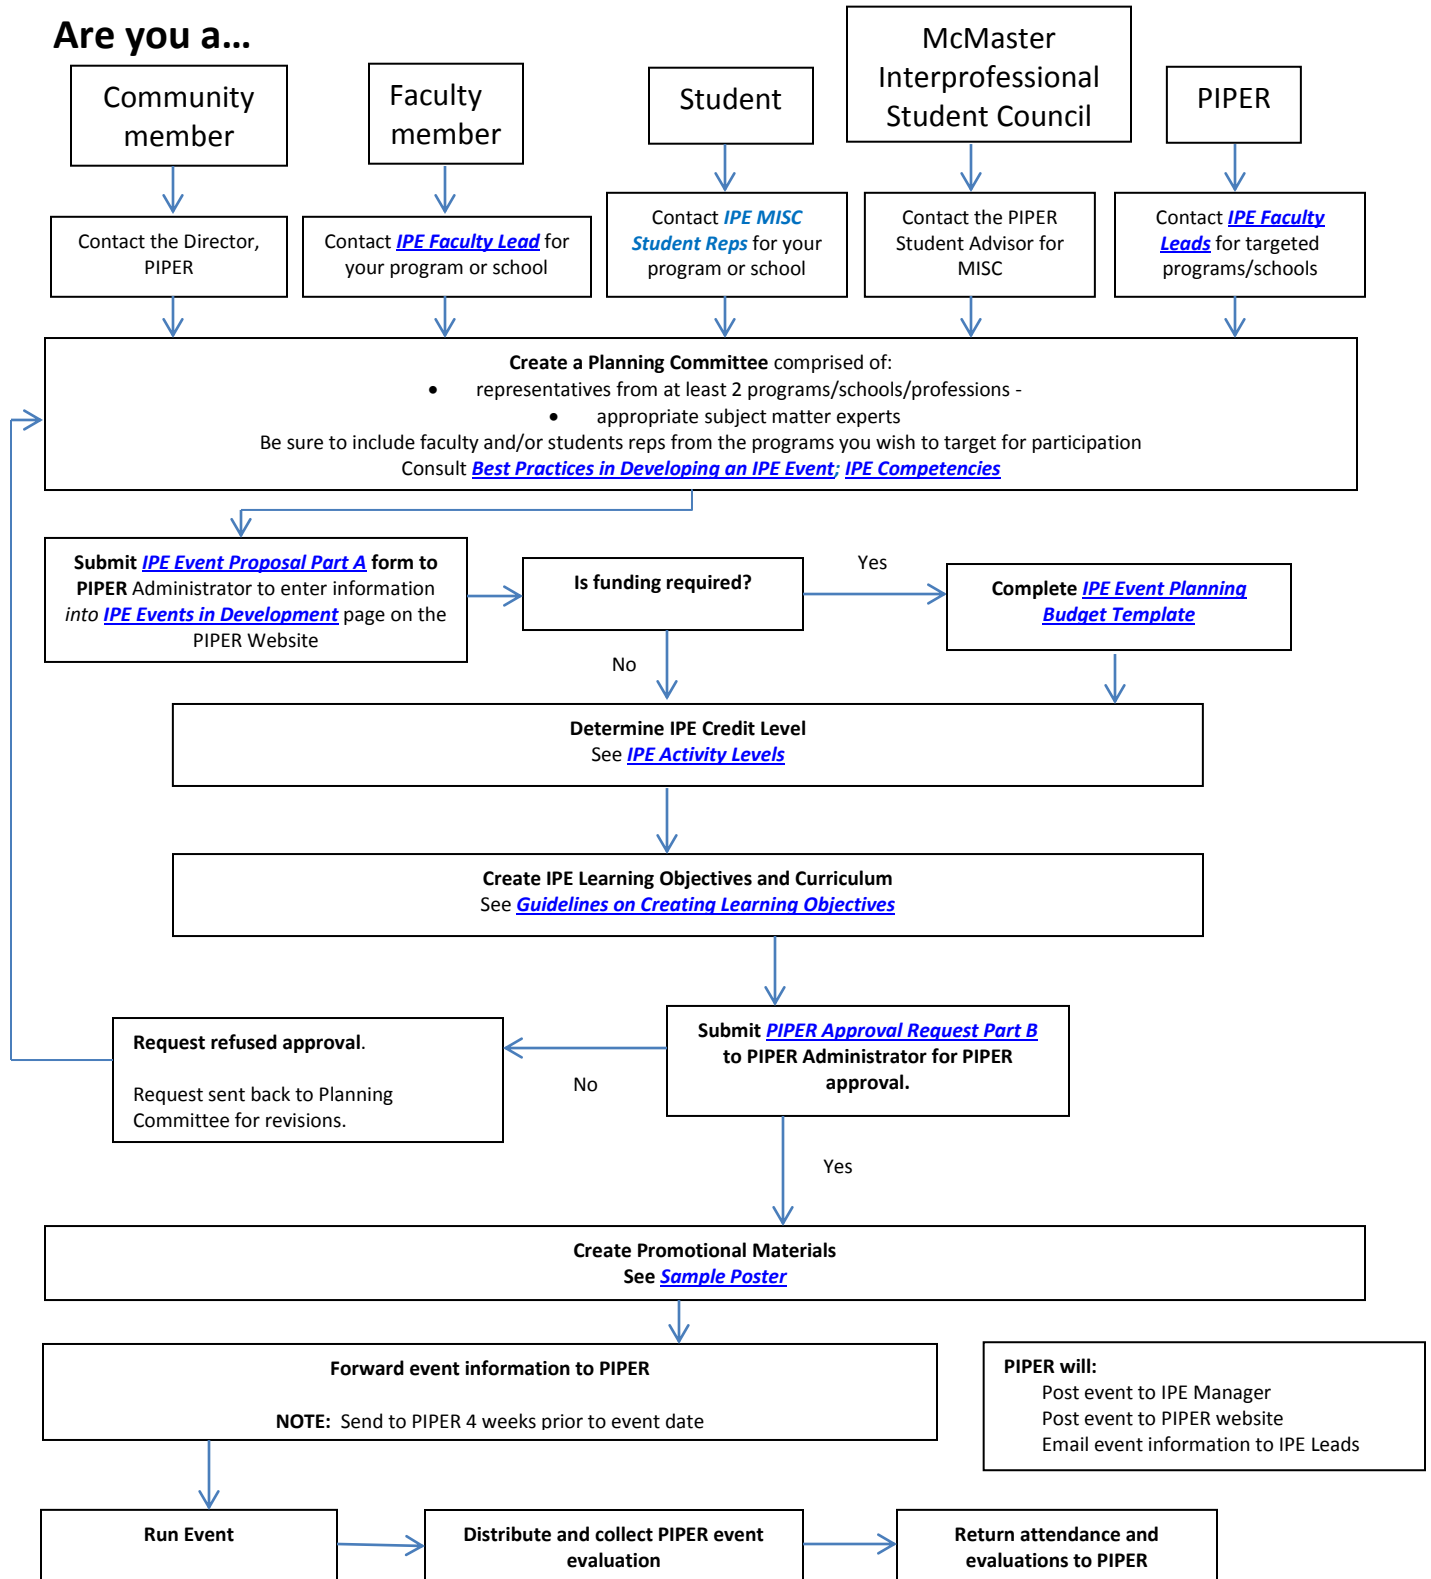 Are you a…
Community
member
Faculty
member
Student
McMaster
Interprofessional
Student Council
PIPER
Contact the Director,
PIPER
Contact IPE Faculty Lead for
your program or school
Contact IPE MISC
Student Reps for your
program or school
Contact the PIPER
Student Advisor for
MISC
Contact IPE Faculty
Leads for targeted
programs/schools
Create a Planning Committee comprised of:
• representatives from at least 2 programs/schools/professions -
• appropriate subject matter experts
Be sure to include faculty and/or students reps from the programs you wish to target for participation
Consult Best Practices in Developing an IPE Event; IPE Competencies
Submit IPE Event Proposal Part A form to
PIPER Administrator to enter information
into IPE Events in Development page on the
PIPER Website
Is funding required?
Yes
Complete IPE Event Planning
Budget Template
No
Determine IPE Credit Level
See IPE Activity Levels
Create IPE Learning Objectives and Curriculum
See Guidelines on Creating Learning Objectives
Submit PIPER Approval Request Part B
to PIPER Administrator for PIPER
approval.
No
Request refused approval.
Request sent back to Planning
Committee for revisions.
Yes
Create Promotional Materials
See Sample Poster
Forward event information to PIPER
NOTE: Send to PIPER 4 weeks prior to event date
PIPER will:
Post event to IPE Manager
Post event to PIPER website
Email event information to IPE Leads
Run Event
Distribute and collect PIPER event
evaluation
Return attendance and
evaluations to PIPER